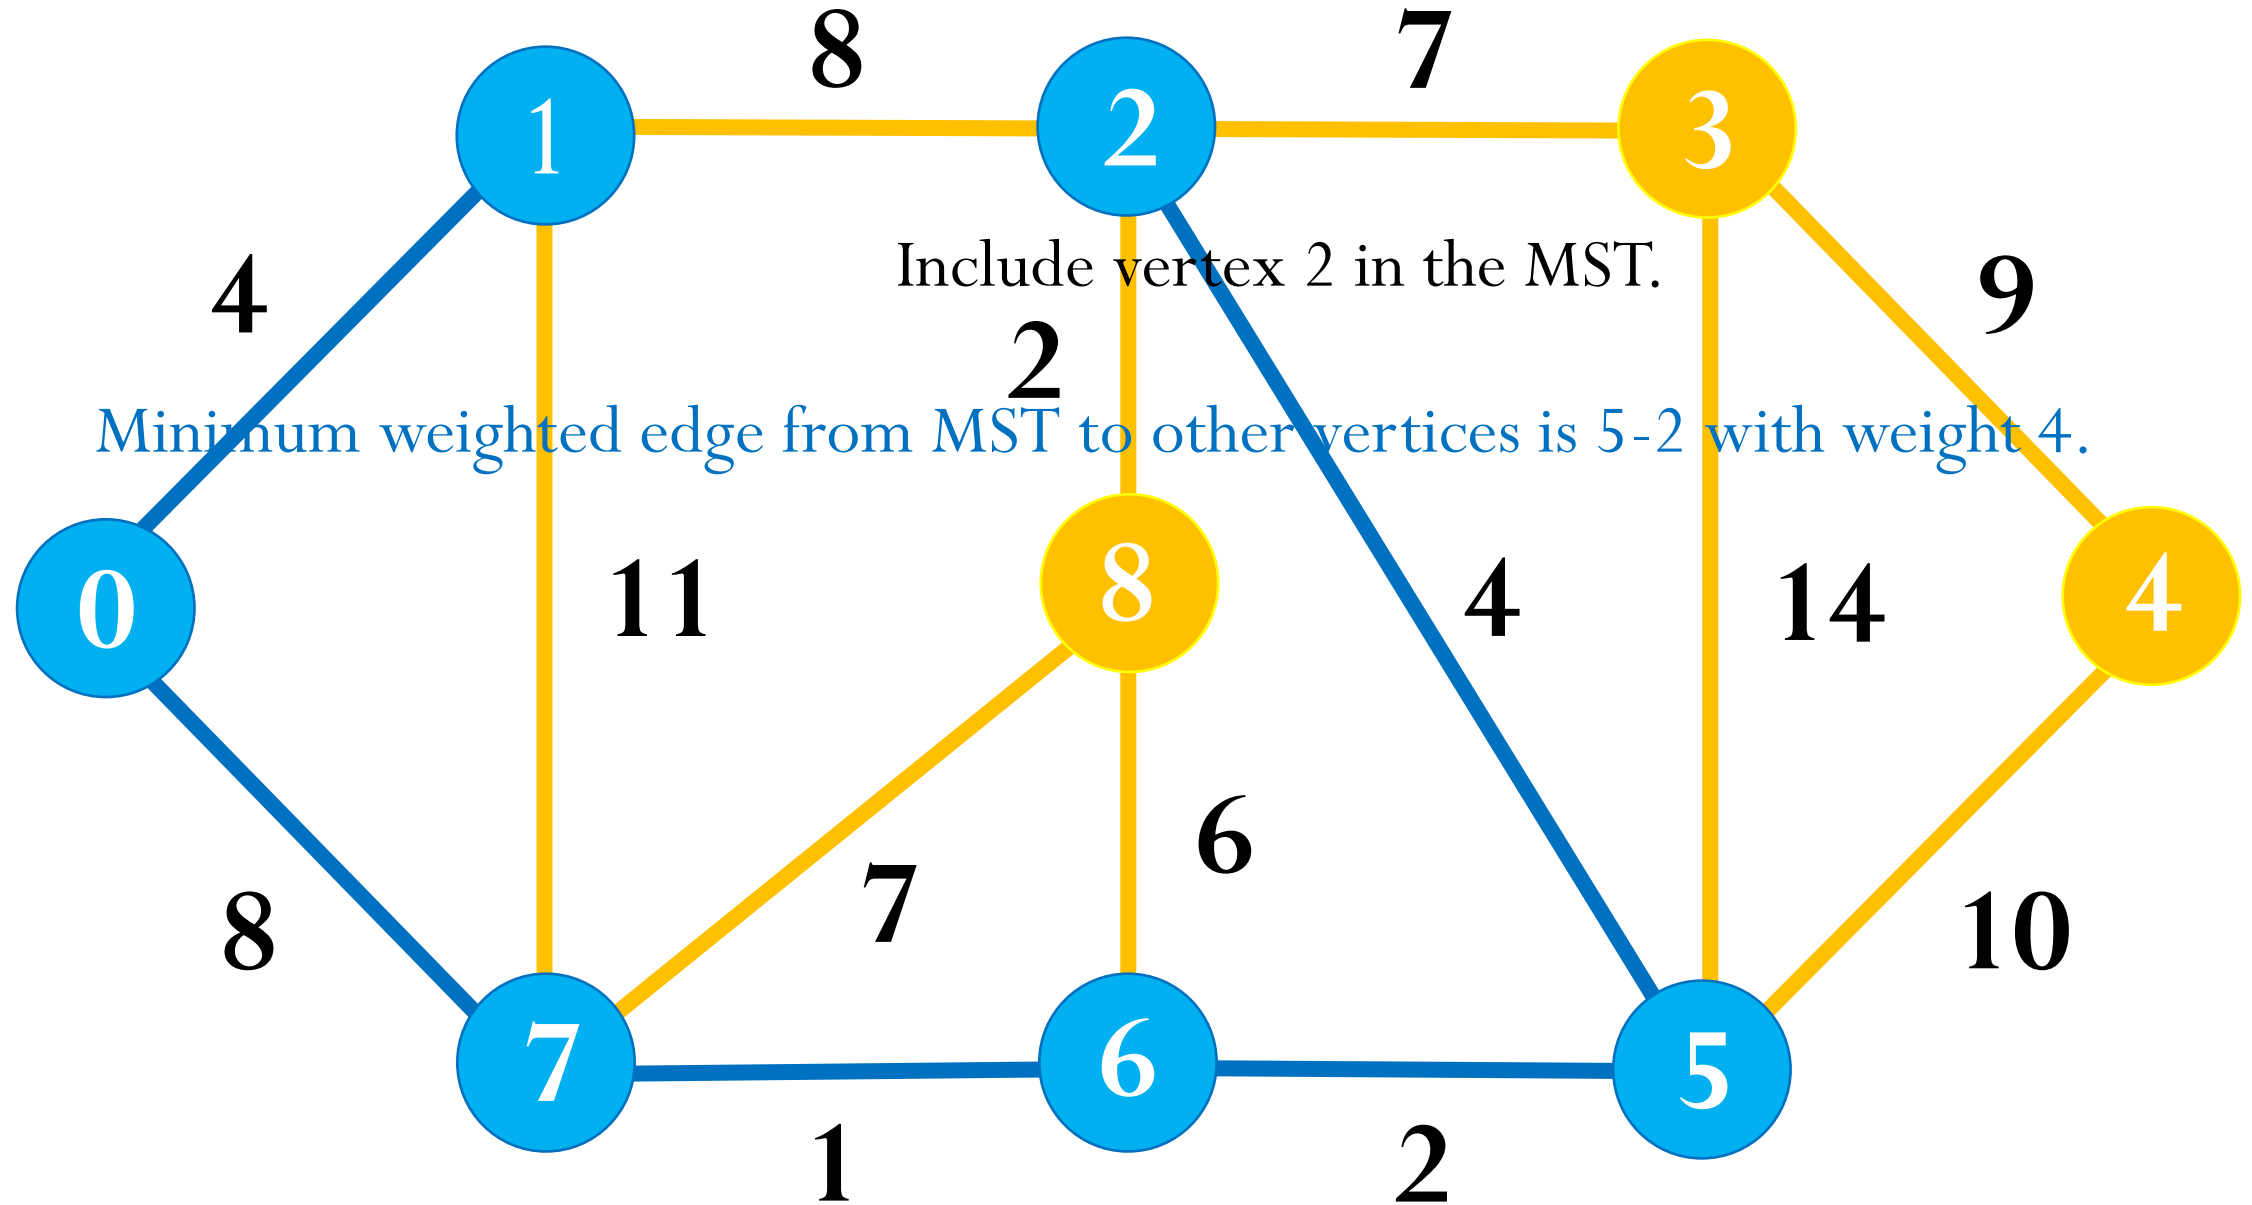 8 7
1 2 3
Include vertex 2 in the MST.
4 9
2
Minimum weighted edge from MST to other vertices is 5-2 with weight 4.
0 11 8 4 14 4
6
7
8 10
7 6 5
1 2